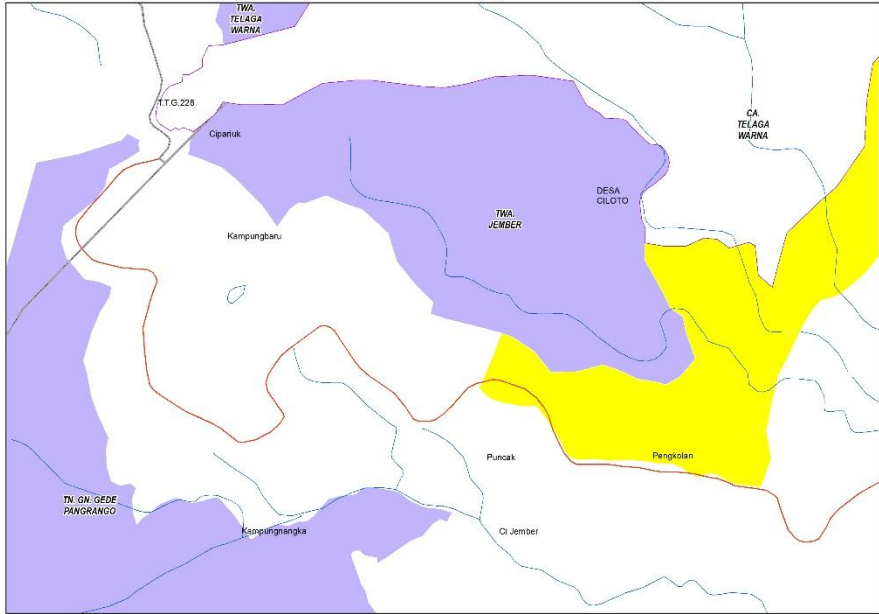 TWA.
TELAGA
WARNA
T.T.G.228
Cipariuk
CA.
TELAGA
WARNA
DESA
CILOTO
TWA.
JEMBER
Kampungbaru
Puncak
Pengkolan
TN. GN. GEDE
PANGRANGO
Kampungnangka
Ci Jember